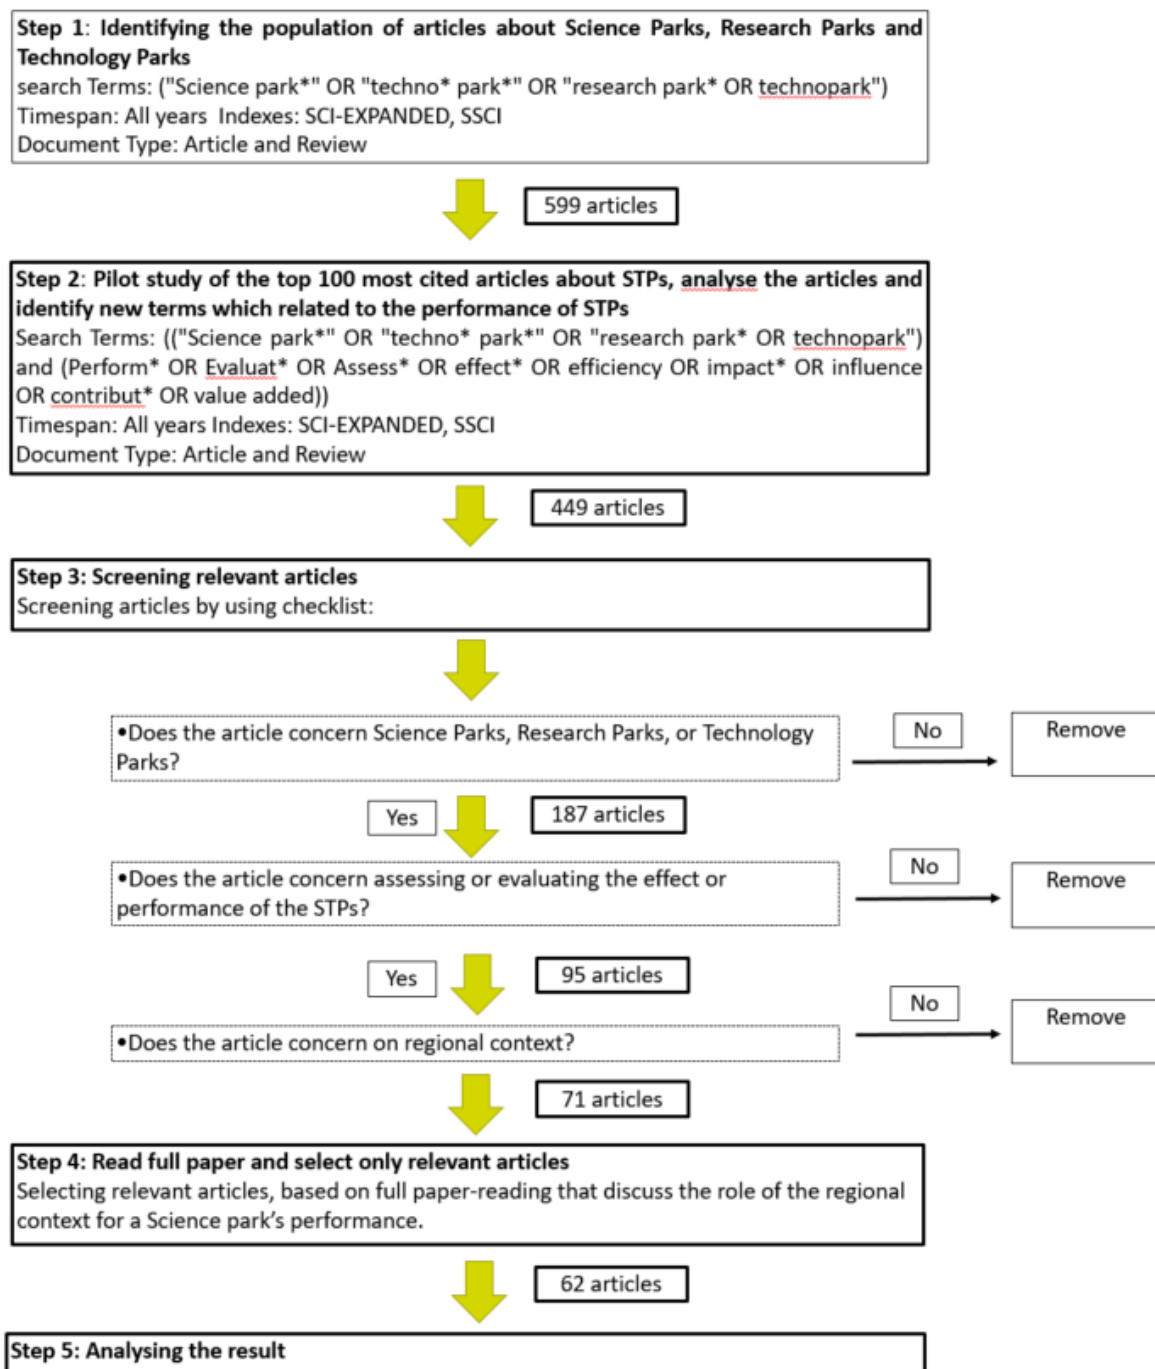 Step 1: Identifying the population of articles about Science Parks, Research Parks and
Technology Parks
search Terms: ("Science park*" OR "techno* park*" OR "research park* OR technopark")
Timespan: All years  Indexes: SCI-EXPANDED, SSCI
Document Type: Article and Review
599 articles
Step 2: Pilot study of the top 100 most cited articles about STPs, analyse the articles and
identify new terms which related to the performance of STPs
Search Terms: (("Science park*" OR "techno* park*" OR "research park* OR technopark")
and (Perform* OR Evaluat* OR Assess* OR effect* OR efficiency OR impact* OR influence
OR contribut* OR value added))
Timespan: All years Indexes: SCI-EXPANDED, SSCI
Document Type: Article and Review
449 articles
Step 3: Screening relevant articles
Screening articles by using checklist:
•Does the article concern Science Parks, Research Parks, or Technology
Parks?
No
Remove
Yes
187 articles
•Does the article concern assessing or evaluating the effect or
performance of the STPs?
No
Remove
Yes
95 articles
•Does the article concern on regional context?
No
Remove
71 articles
Step 4: Read full paper and select only relevant articles
Selecting relevant articles, based on full paper-reading that discuss the role of the regional
context for a Science park's performance.
62 articles
Step 5: Analysing the result